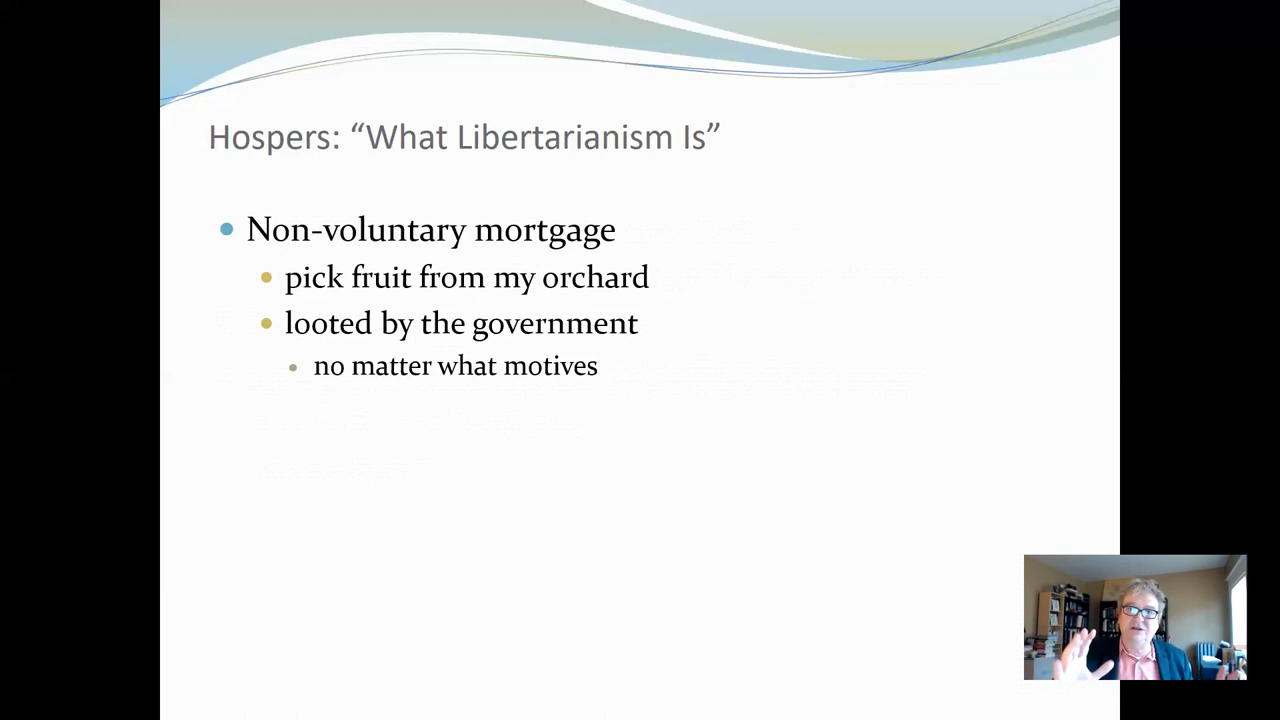 Hospers: “What Libertarianism Is”
Non-voluntary mortgage
pick fruit from my orchard
looted by the government
no matter what motives